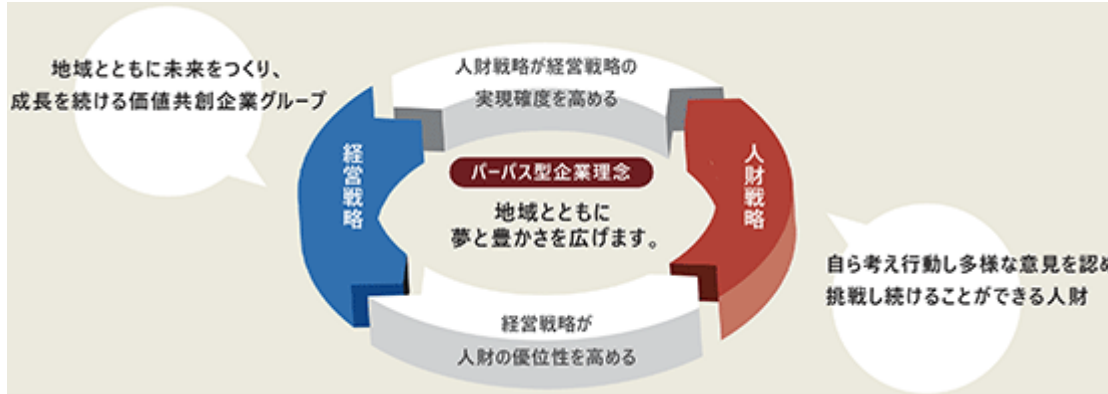 地域とともに未来をつくり、
成長を続ける価値共創企業グループ
人財戦略が経営戦略の
実現確度を高める
経営戦略
パーパス型企業理念
地域とともに
夢と豊かさを広げます。
人財戦略
自ら考え行動し多様な意見を認め
挑戦し続けることができる人財
経営戦略が
人財の優位性を高める